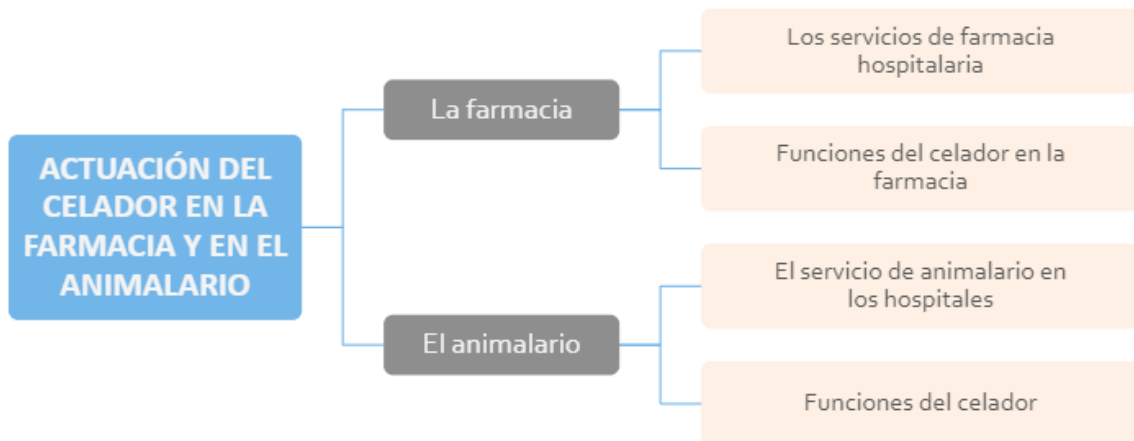 ACTUACIÓN DEL
CELADOR EN LA
FARMACIA Y EN EL
ANIMALARIO
La farmacia
Los servicios de farmacia
hospitalaria
Funciones del celador en la
farmacia
El animalario
El servicio de animalario en
los hospitales
Funciones del celador